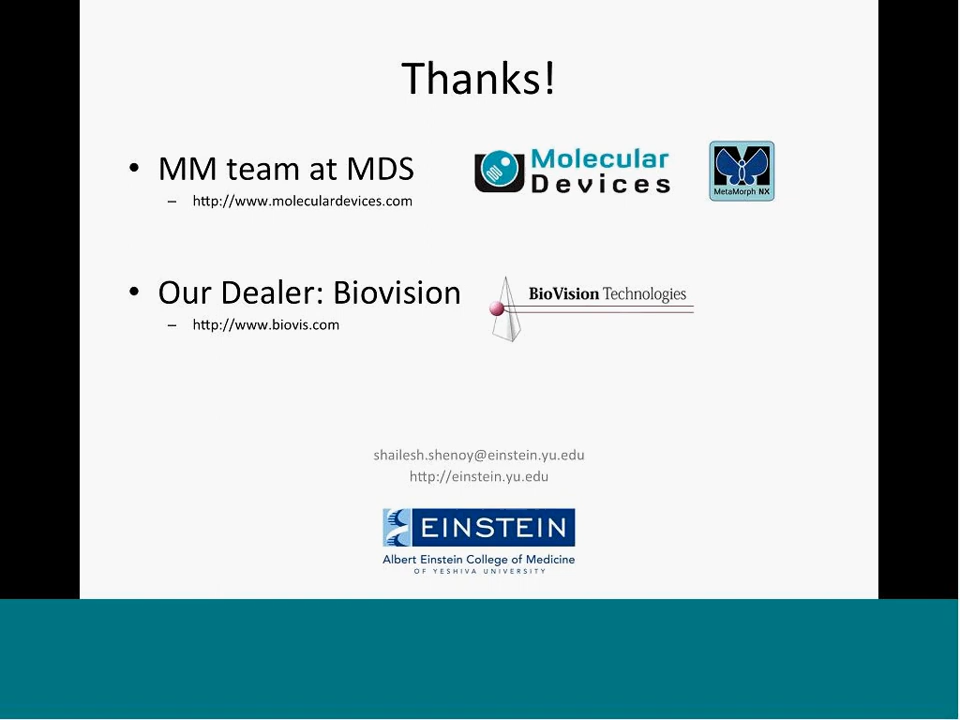 Thanks!
• MM team at MDS
– http://www.moleculardevices.com
Molecular
Devices
MetaMorph NX
• Our Dealer: Biovision
– http://www.biovis.com
BioVision Technologies
shailesh.shenoy@einstein.yu.edu
http://einstein.yu.edu
EINSTEIN
Albert Einstein College of Medicine
OF YESHIVA UNIVERSITY